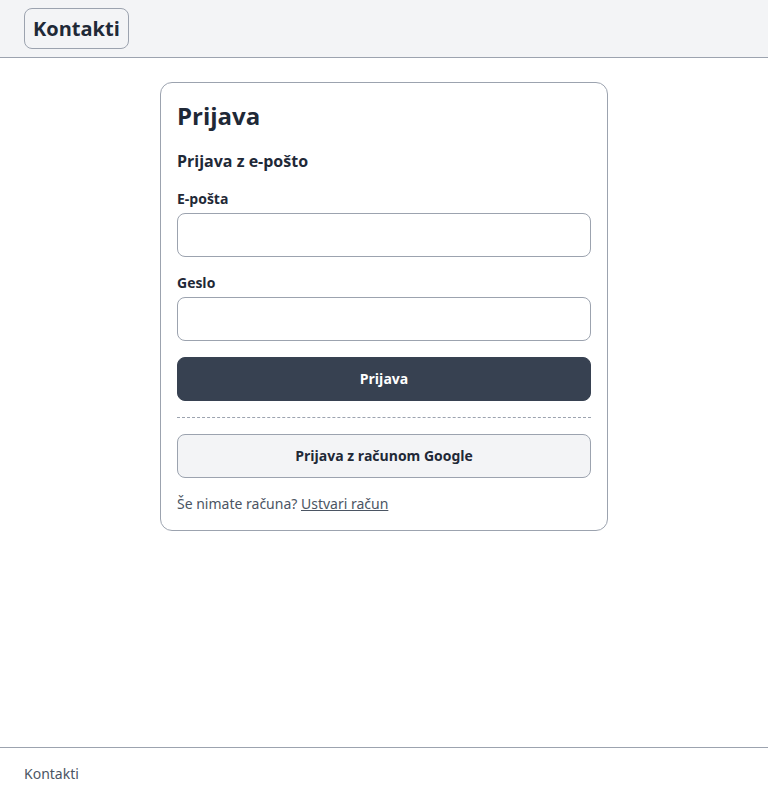 Kontakti
Prijava
Prijava z e-pošto
E-pošta
Geslo
Prijava
Prijava z računom Google
Še nimate računa? Ustvari račun
Kontakti